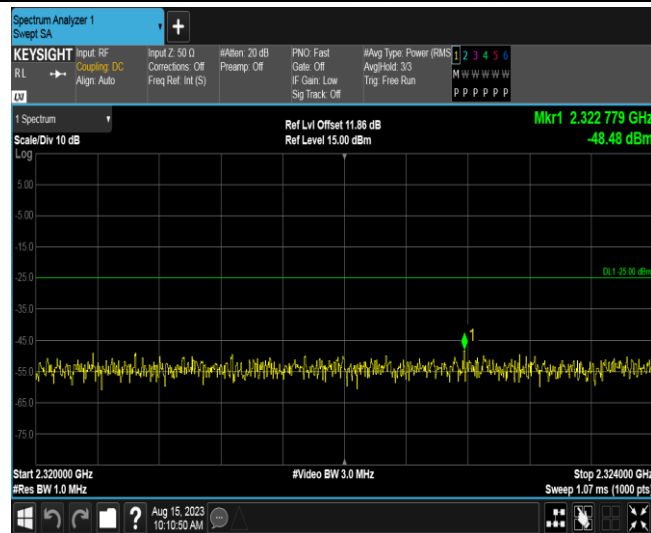 Spectrum Analyzer 1
Swept SA
+
KEYSIGHT
RL
LXI
Input: RF
Coupling: DC
Align: Auto
Input Z: 50 Ω
Corrections: Off
Freq Ref: Int (S)
#Atten: 20 dB
Preamp: Off
PNO: Fast
Gate: Off
IF Gain: Low
Sig Track: Off
#Avg Type: Power (RMS
Avg|Hold: 3/3
Trig: Free Run
1 2 3 4 5 6
M W W W W W
P P P P P P
1 Spectrum
Scale/Div 10 dB
Log
Ref Lvl Offset 11.86 dB
Ref Level 15.00 dBm
Mkr1 2.322 779 GHz
-48.48 dBm
5.00
-5.00
-15.0
-25.0
DL1 -25.00 dBm
-35.0
-45.0
1
-55.0
-65.0
-75.0
Start 2.320000 GHz
#Res BW 1.0 MHz
#Video BW 3.0 MHz
Stop 2.324000 GHz
Sweep 1.07 ms (1000 pts)
?
Aug 15, 2023
10:10:50 AM